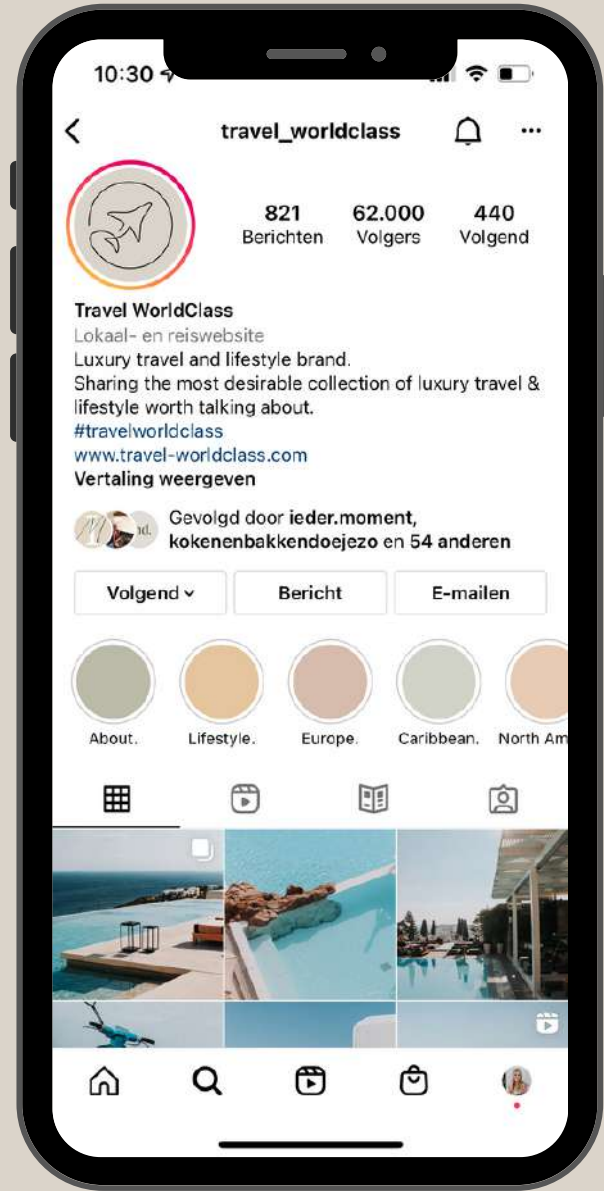 10:30
travel_worldclass
821 62.000 440
Berichten Volgers Volgend
Travel WorldClass
Lokaal- en reiswebsite
Luxury travel and lifestyle brand.
Sharing the most desirable collection of luxury travel &
lifestyle worth talking about.
#travelworldclass
www.travel-worldclass.com
Vertaling weergeven
Gevolgd door ieder.moment,
kokenenbakkendoejezo en 54 anderen
Volgend Bericht E-mailen
About. Lifestyle. Europe. Caribbean. North Am